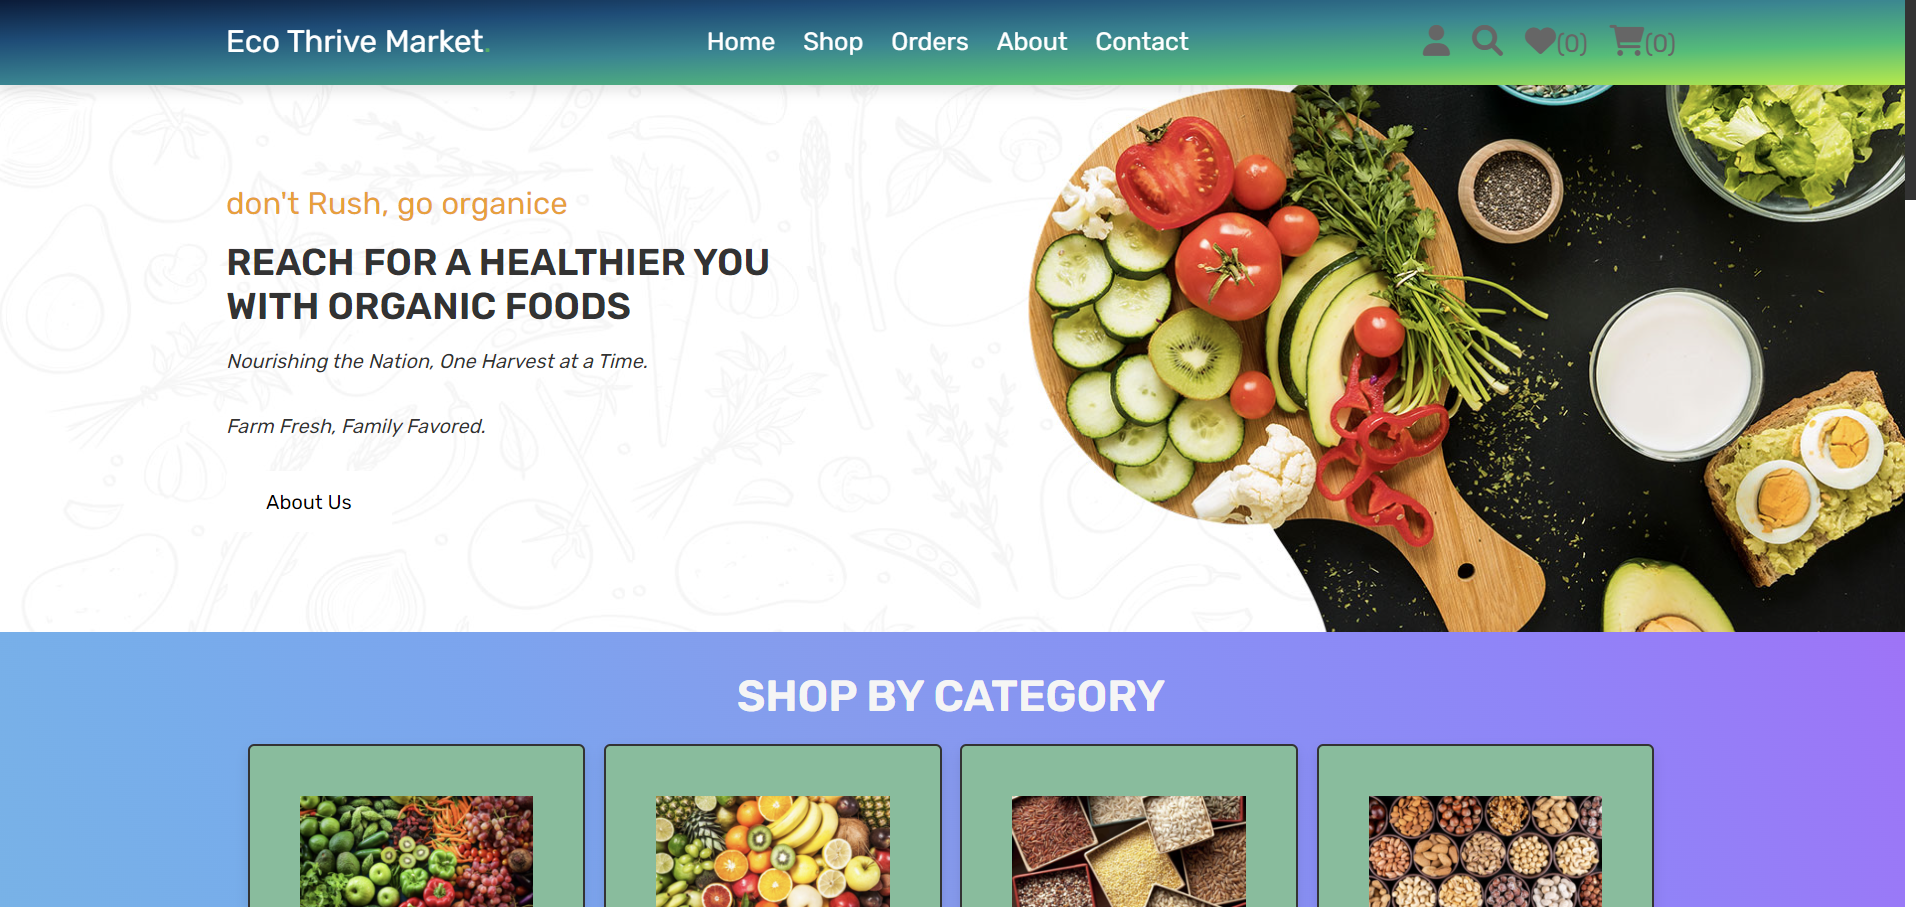 Eco Thrive Market.
Home Shop Orders About Contact
(0) (0)
don't Rush, go organice
REACH FOR A HEALTHIER YOU
WITH ORGANIC FOODS
Nourishing the Nation, One Harvest at a Time.
Farm Fresh, Family Favored.
About Us
SHOP BY CATEGORY